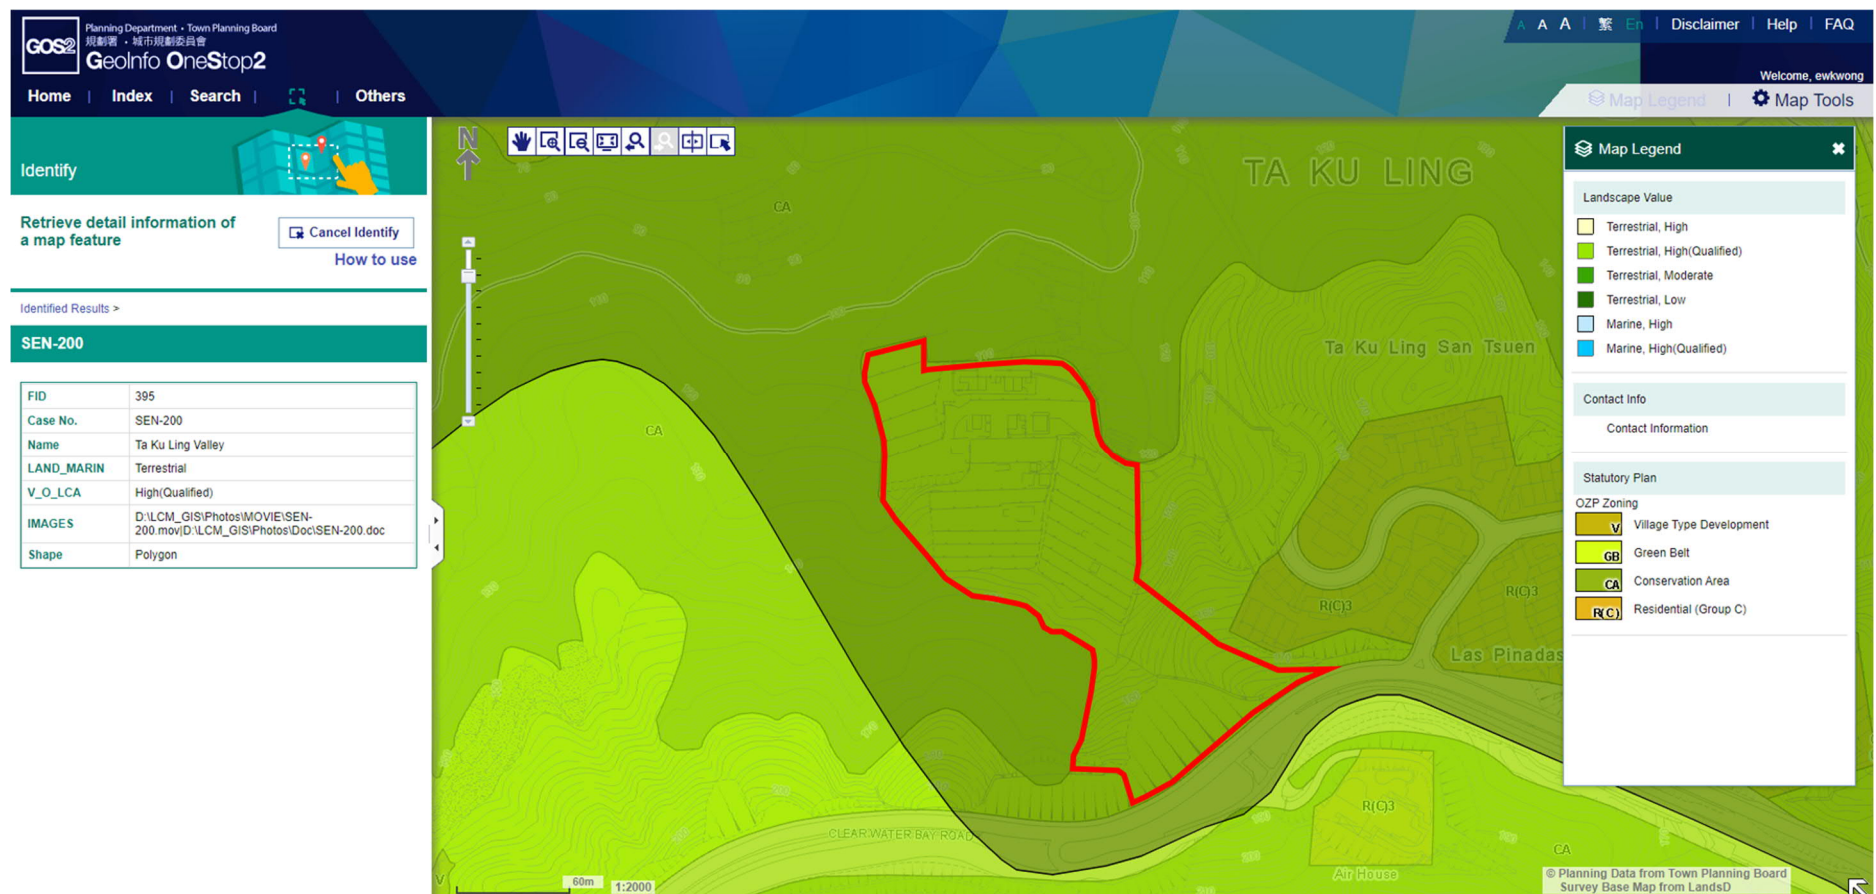 GOS2
Planning Department • Town Planning Board
規劃署 • 城市規劃委員會
GeoInfo OneStop2
A A A | 繁 En | Disclaimer | Help | FAQ
Welcome, ewkwong
Home | Index | Search | | Others
Map Legend | Map Tools
Identify
Retrieve detail information of
a map feature
Cancel Identify
How to use
Identified Results >
SEN-200
FID 395
Case No. SEN-200
Name Ta Ku Ling Valley
LAND_MARIN Terrestrial
V_O_LCA High(Qualified)
IMAGES D:\LCM_GIS\Photos\MOVIE\SEN-
200.mov|D:\LCM_GIS\Photos\Doc\SEN-200.doc
Shape Polygon
N
TA KU LING
CA
Ta Ku Ling San Tsuen
CA
R(C)3
R(C)3
Las Pinadas
R(C)3
CLEAR WATER BAY ROAD
CA
Air House
V
60m
1:2000
Map Legend
Landscape Value
Terrestrial, High
Terrestrial, High(Qualified)
Terrestrial, Moderate
Terrestrial, Low
Marine, High
Marine, High(Qualified)
Contact Info
Contact Information
Statutory Plan
OZP Zoning
V Village Type Development
GB Green Belt
CA Conservation Area
R(C) Residential (Group C)
© Planning Data from Town Planning Board
Survey Base Map from LandsD